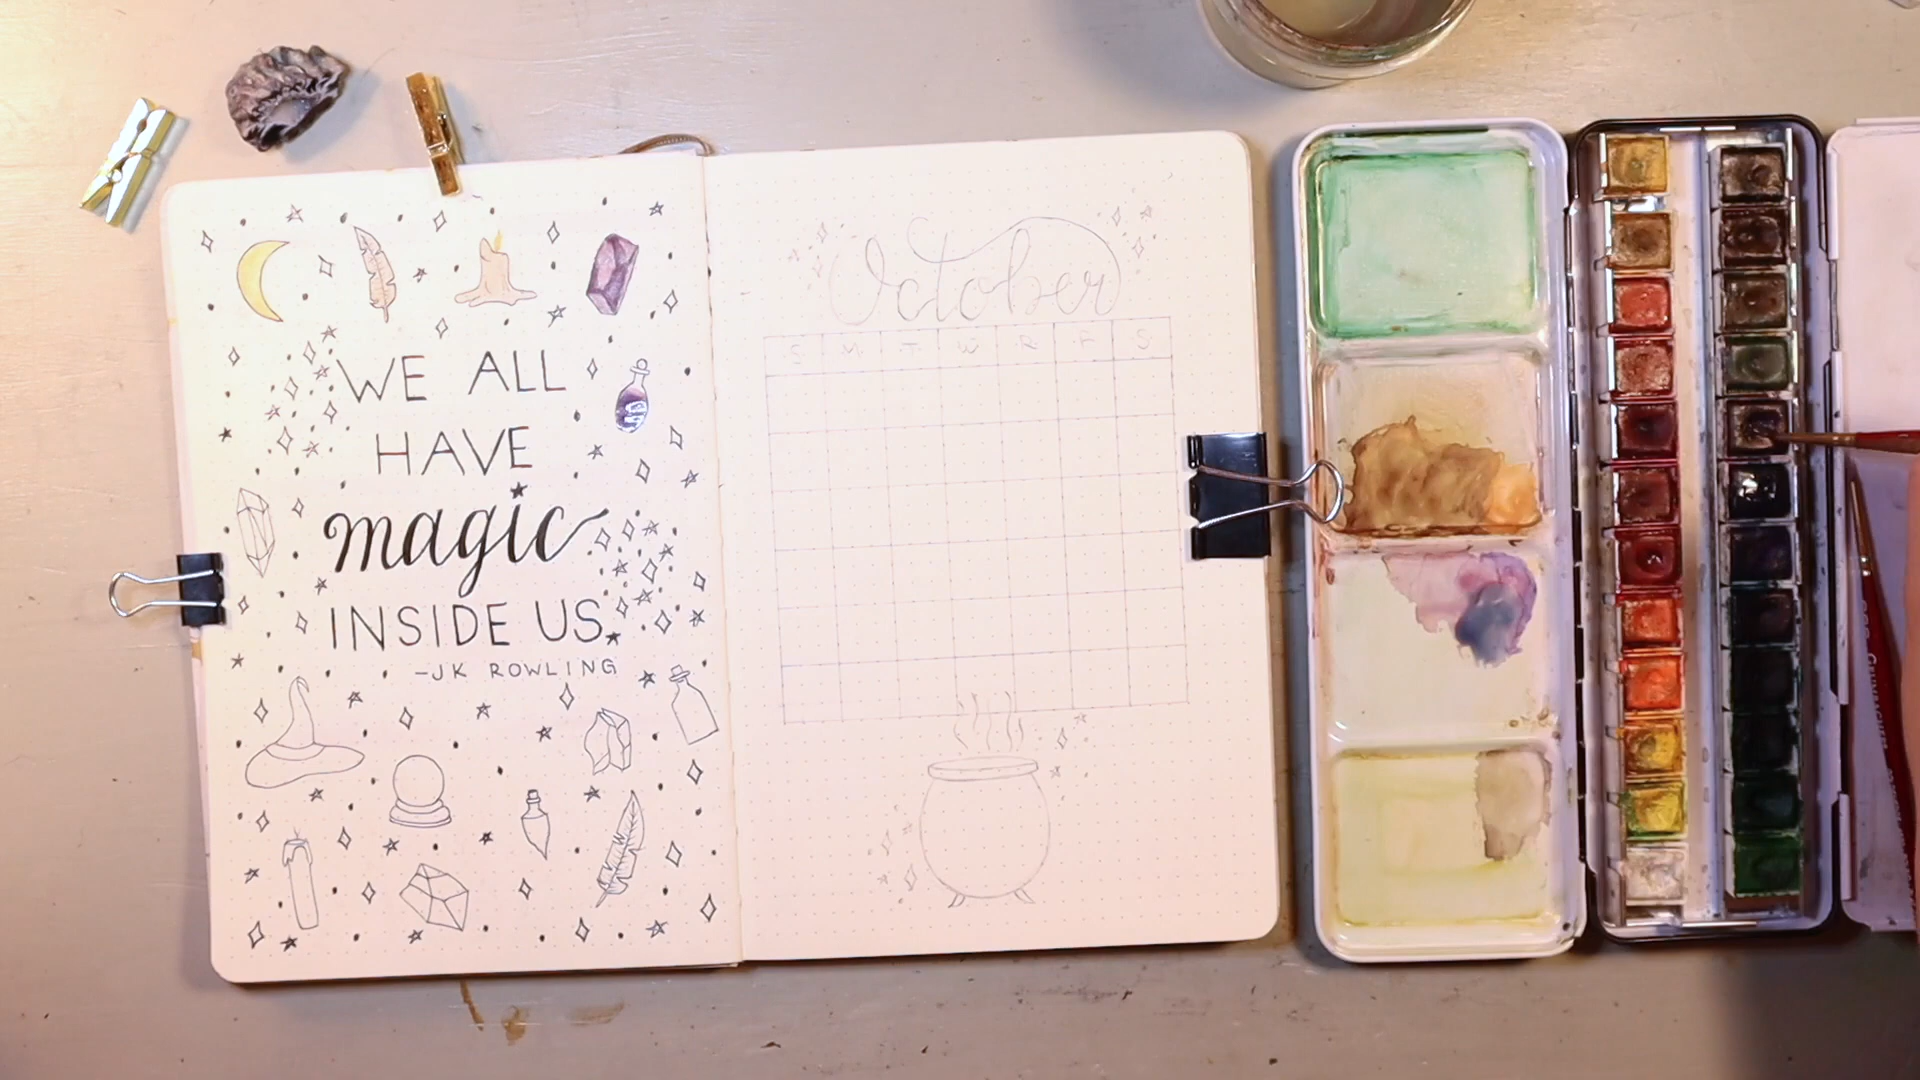 WE ALL
HAVE
magic
INSIDE US.
-JK ROWLING
October
S M T W R F S